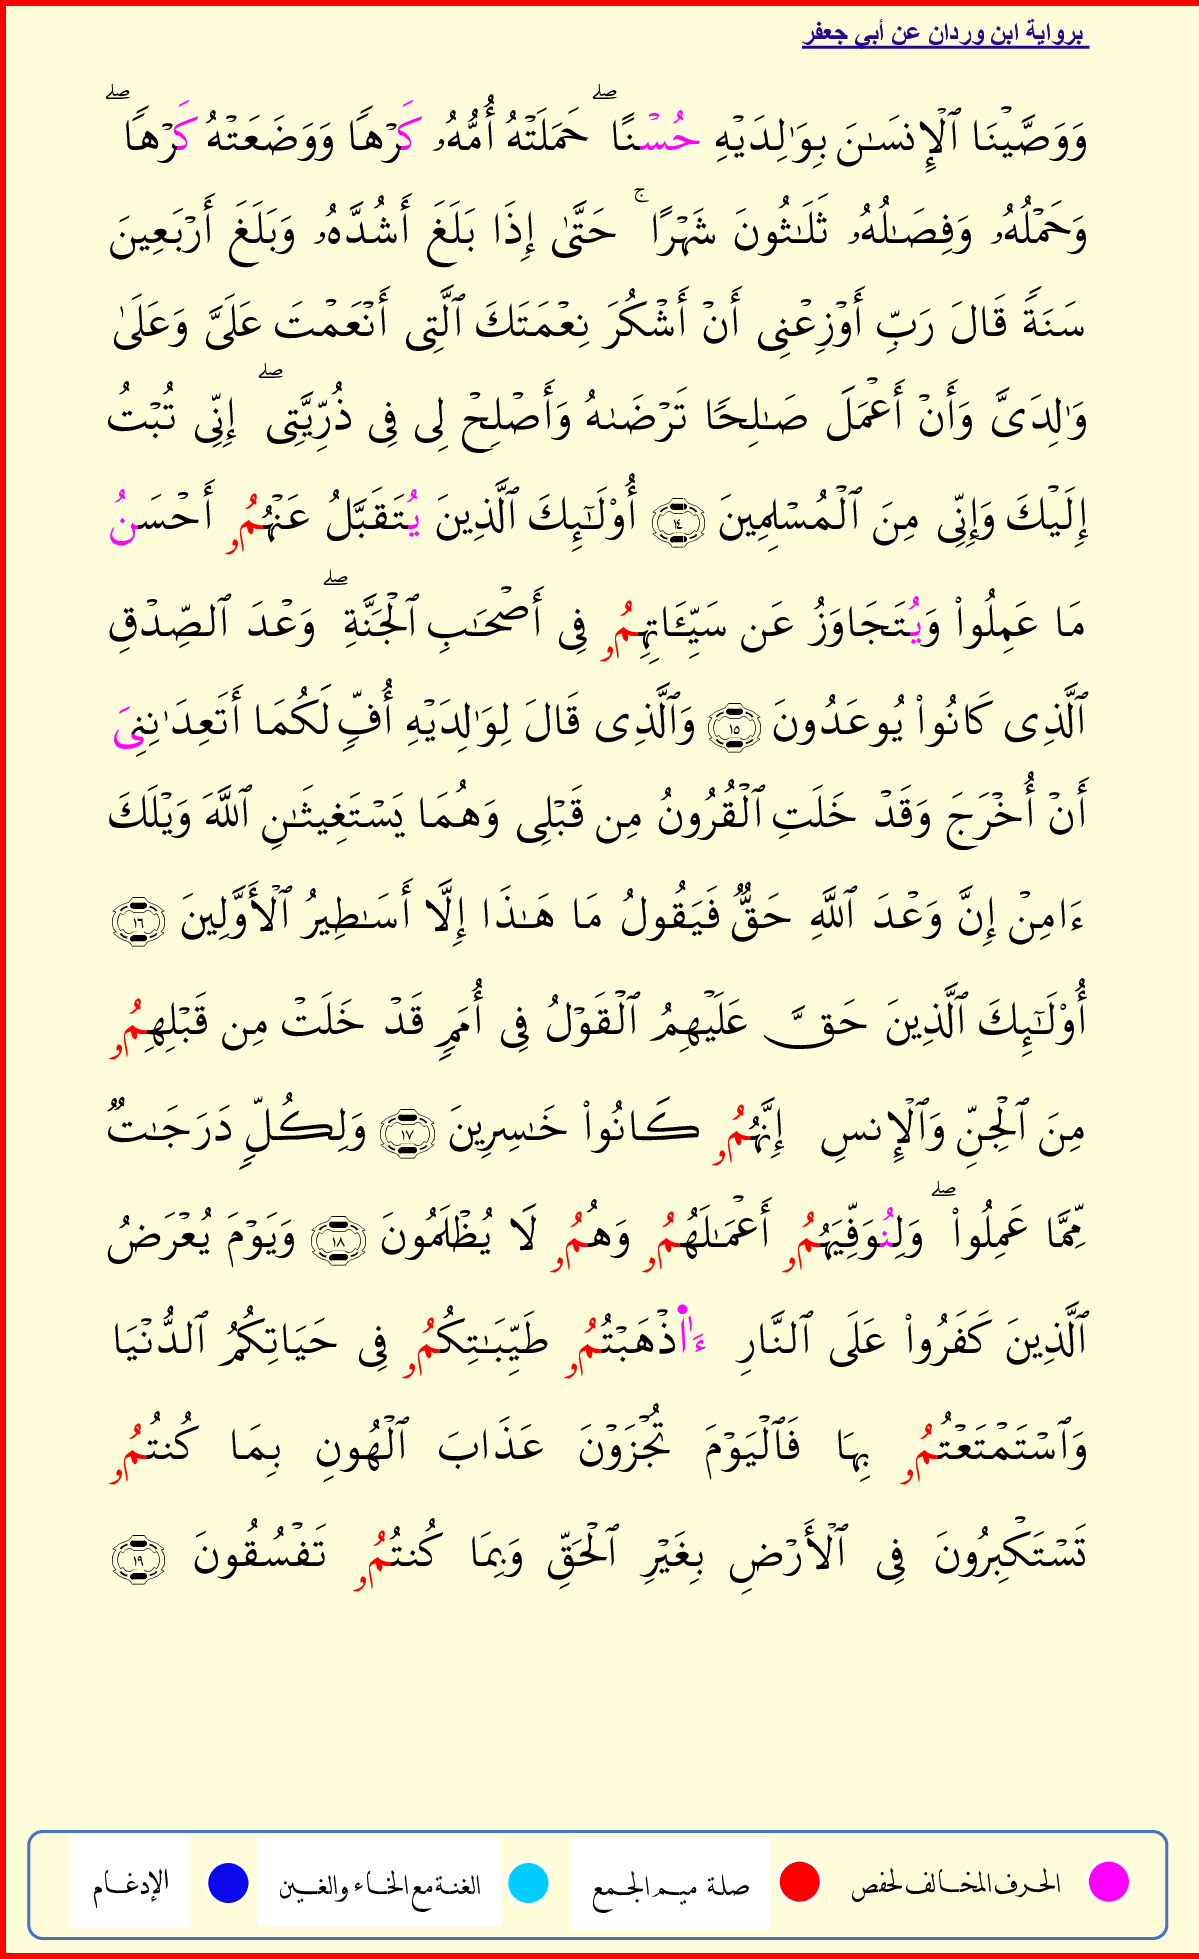 برواية ابن وردان عن أبي جعفر
وَوَصَّيْنَا ٱلْإِنسَـٰنَ بِوَٰلِدَيْهِ حُسْنًا ۖ حَمَلَتْهُ أُمُّهُۥ كَرْهًا وَوَضَعَتْهُ كَرْهًا ۖ
وَحَمْلُهُۥ وَفِصَـٰلُهُۥ ثَلَـٰثُونَ شَهْرًا ۚ حَتَّىٰ إِذَا بَلَغَ أَشُدَّهُۥ وَبَلَغَ أَرْبَعِينَ
سَنَةً قَالَ رَبِّ أَوْزِعْنِى أَنْ أَشْكُرَ نِعْمَتَكَ ٱلَّتِى أَنْعَمْتَ عَلَىَّ وَعَلَىٰ
وَٰلِدَىَّ وَأَنْ أَعْمَلَ صَـٰلِحًا تَرْضَىٰهُ وَأَصْلِحْ لِى فِى ذُرِّيَّتِى ۖ إِنِّى تُبْتُ
إِلَيْكَ وَإِنِّى مِنَ ٱلْمُسْلِمِينَ ١٤ أُو۟لَـٰٓئِكَ ٱلَّذِينَ يُتَقَبَّلُ عَنْهُمُۥ أَحْسَنُ
مَا عَمِلُوا۟ وَيُتَجَاوَزُ عَن سَيِّـَٔاتِهِمُۥ فِى أَصْحَـٰبِ ٱلْجَنَّةِ ۖ وَعْدَ ٱلصِّدْقِ
ٱلَّذِى كَانُوا۟ يُوعَدُونَ ١٥ وَٱلَّذِى قَالَ لِوَٰلِدَيْهِ أُفٍّ لَكُمَا أَتَعِدَٰنِنِىَ
أَنْ أُخْرَجَ وَقَدْ خَلَتِ ٱلْقُرُونُ مِن قَبْلِى وَهُمَا يَسْتَغِيثَـٰنِ ٱللَّهَ وَيْلَكَ
ءَامِنْ إِنَّ وَعْدَ ٱللَّهِ حَقٌّ فَيَقُولُ مَا هَـٰذَا إِلَّا أَسَـٰطِيرُ ٱلْأَوَّلِينَ ١٦
أُو۟لَـٰٓئِكَ ٱلَّذِينَ حَقَّ عَلَيْهِمُ ٱلْقَوْلُ فِى أُمَمٍ قَدْ خَلَتْ مِن قَبْلِهِمُۥ
مِنَ ٱلْجِنِّ وَٱلْإِنسِ إِنَّهُمُۥ كَانُوا۟ خَـٰسِرِينَ ١٧ وَلِكُلٍّ دَرَجَـٰتٌ
مِّمَّا عَمِلُوا۟ ۖ وَلِنُوَفِّيَهُمُۥ أَعْمَـٰلَهُمُۥ وَهُمُۥ لَا يُظْلَمُونَ ١٨ وَيَوْمَ يُعْرَضُ
ٱلَّذِينَ كَفَرُوا۟ عَلَى ٱلنَّارِ ءَا۬ذْهَبْتُمُۥ طَيِّبَـٰتِكُمُۥ فِى حَيَاتِكُمُ ٱلدُّنْيَا
وَٱسْتَمْتَعْتُمُۥ بِهَا فَٱلْيَوْمَ تُجْزَوْنَ عَذَابَ ٱلْهُونِ بِمَا كُنتُمُۥ
تَسْتَكْبِرُونَ فِى ٱلْأَرْضِ بِغَيْرِ ٱلْحَقِّ وَبِمَا كُنتُمُۥ تَفْسُقُونَ ١٩
الحرف المخالف لحفص صلة ميم الجمع الغنة مع الخاء والغين الإدغام